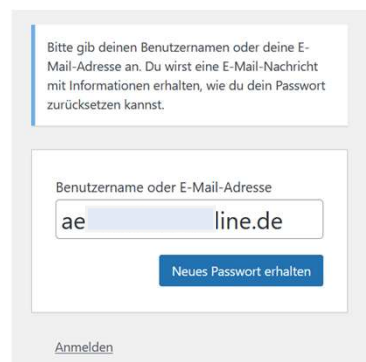 Bitte gib deinen Benutzernamen oder deine E-
Mail-Adresse an. Du wirst eine E-Mail-Nachricht
mit Informationen erhalten, wie du dein Passwort
zurücksetzen kannst.
Benutzername oder E-Mail-Adresse
ae line.de
Neues Passwort erhalten
Anmelden